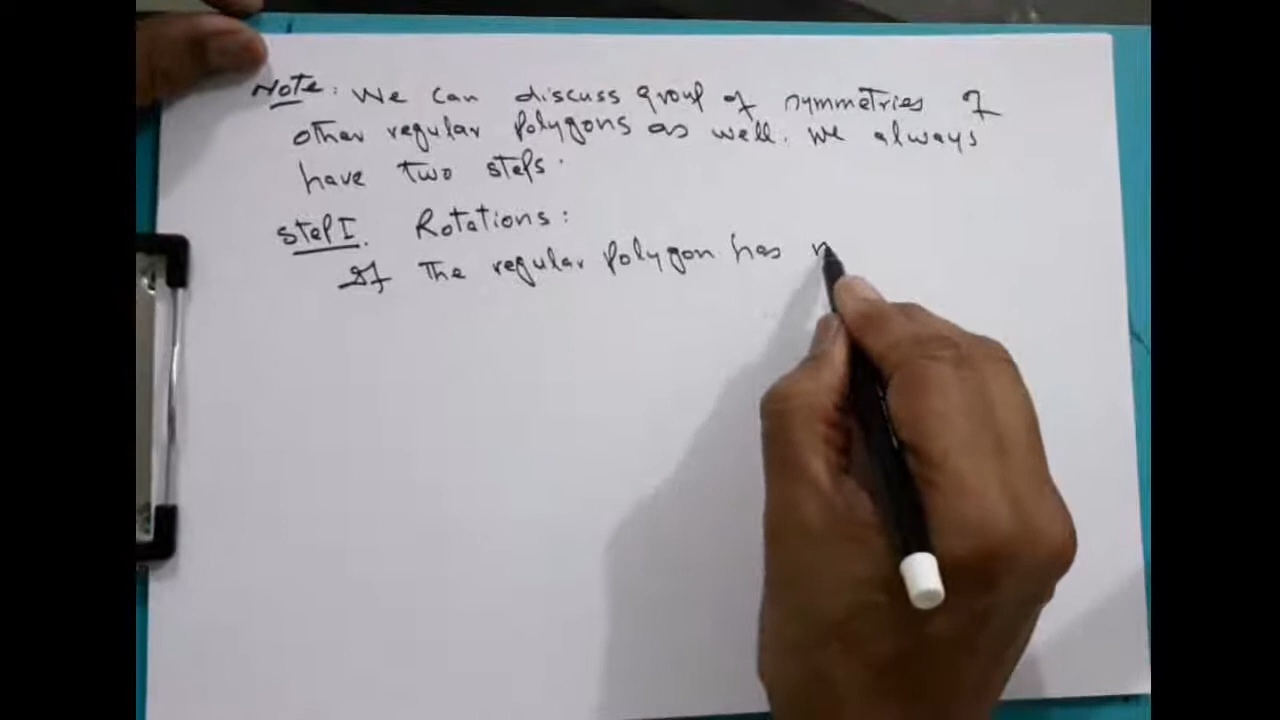 Note: We can discuss group of symmetries of
other regular polygons as well. We always
have two steps.
Step I. Rotations:
If the regular polygon has n